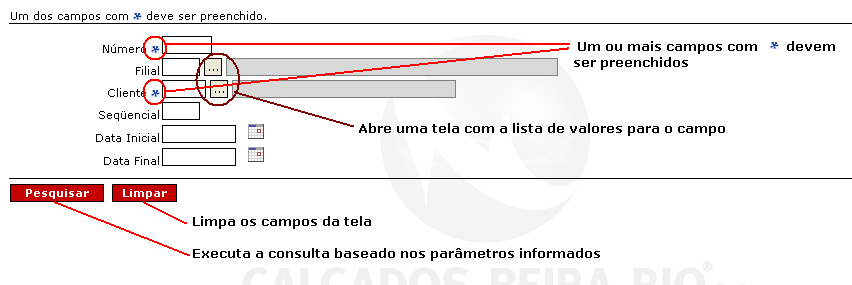 Um dos campos com * deve ser preenchido.
Número *
Um ou mais campos com * devem
ser preenchidos
Filial ...
Cliente * ...
Seqüencial
Abre uma tela com a lista de valores para o campo
Data Inicial
Data Final
Pesquisar Limpar
Limpa os campos da tela
Executa a consulta baseado nos parâmetros informados
CALÇADOS BEIRA RIO®